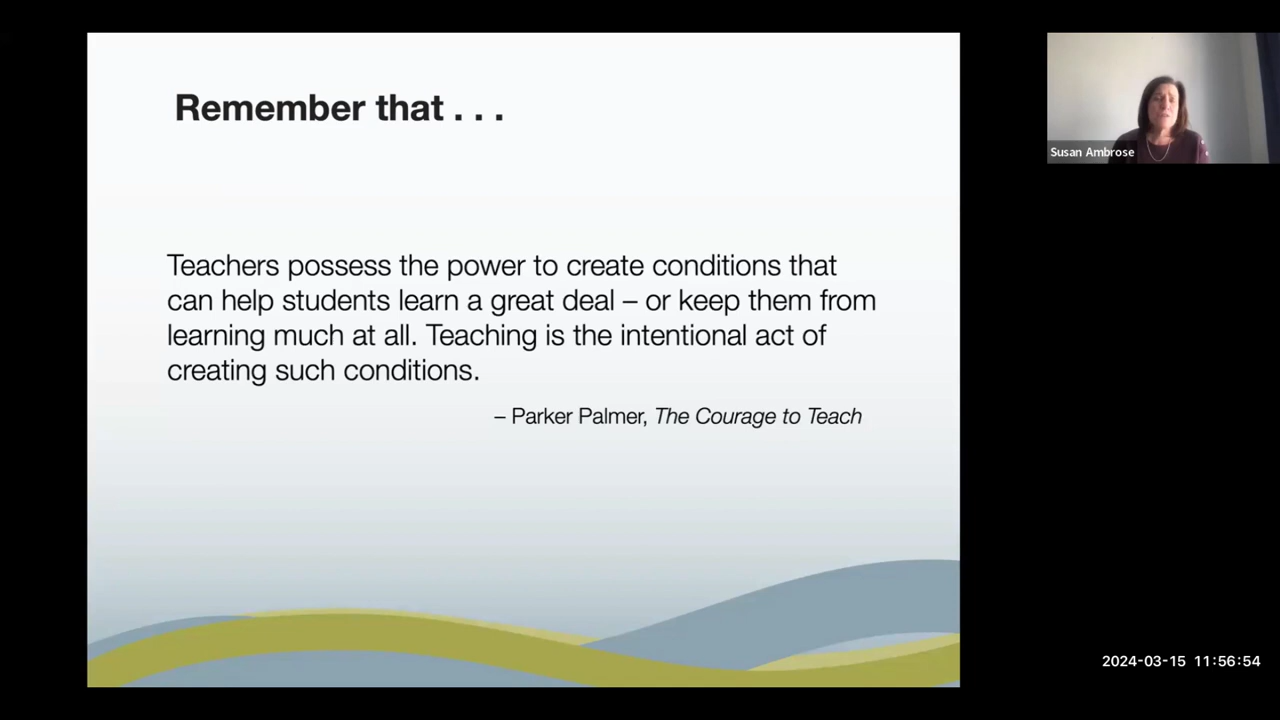 Remember that . . .
Teachers possess the power to create conditions that
can help students learn a great deal – or keep them from
learning much at all. Teaching is the intentional act of
creating such conditions.
– Parker Palmer, The Courage to Teach
Susan Ambrose
2024-03-15 11:56:54